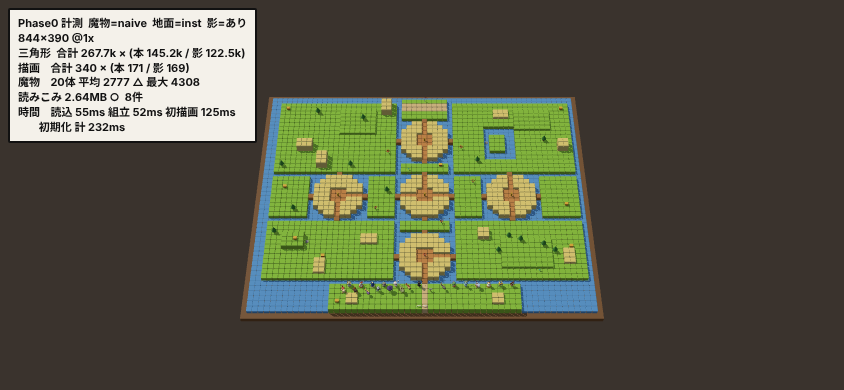 Phase0 計測 魔物=naive 地面=inst 影=あり
844×390 @1x
三角形 合計 267.7k × (本 145.2k / 影 122.5k)
描画 合計 340 × (本 171 / 影 169)
魔物 20体 平均 2777 △ 最大 4308
読みこみ 2.64MB ○ 8件
時間 読込 55ms 組立 52ms 初描画 125ms
初期化 計 232ms